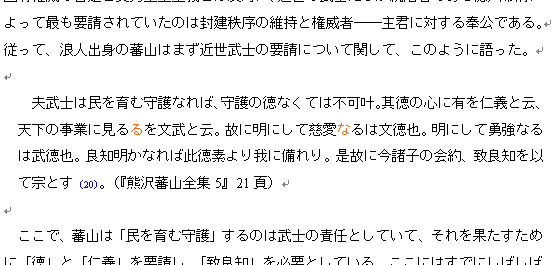 よって最も要請されていたのは封建秩序の維持と権威者――主君に対する奉公である。
従って、浪人出身の蕃山はまず近世武士の要請について関して、このように語った。
夫武士は民を育む守護なれば、守護の徳なくては不可叶。其徳の心に有を仁義と云、
天下の事業に見るるを文武と云。故に明にして慈愛なるは文徳也。明にして勇強なる
は武徳也。良知明かなれば此徳素より我に備れり。是故に今諸子の会約、致良知を以
て宗とす (20)。（『熊沢蕃山全集 5』 21 頁）
ここで、蕃山は「民を育む守護」するのは武士の責任としていて、それを果たすため
に「徳」と「仁義」を要請し、「致良知」を必要としている。ここにはすでにしばしば